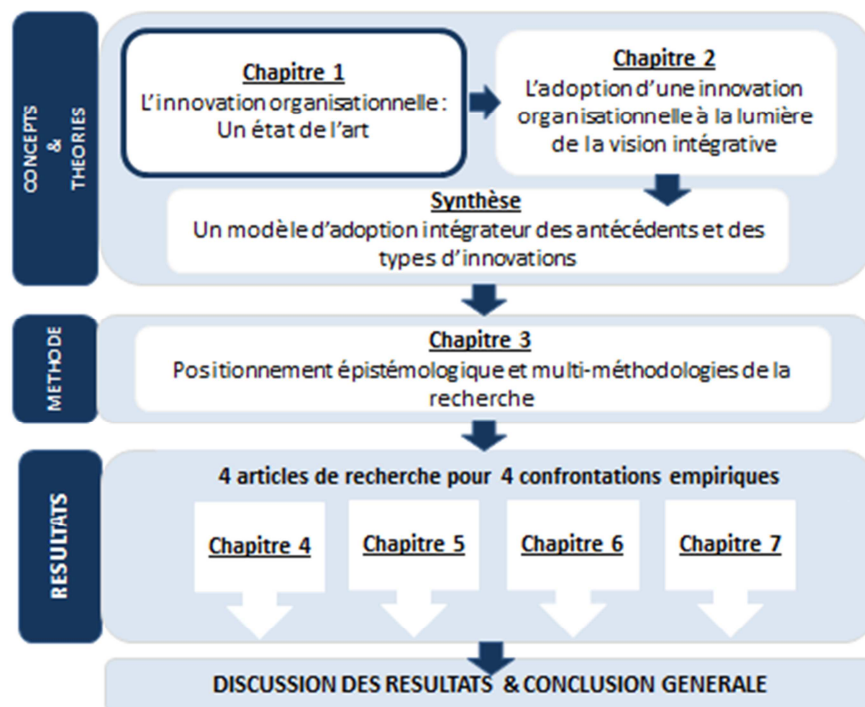 CONCEPTS
&
THEORIES
Chapitre 1
L'innovation organisationnelle :
Un état de l'art
Chapitre 2
L'adoption d'une innovation
organisationnelle à la lumière
de la vision intégrative
Synthèse
Un modèle d'adoption intégrateur des antécédents et des
types d'innovations
METHODE
Chapitre 3
Positionnement épistémologique et multi-méthodologies de la
recherche
RESULTATS
4 articles de recherche pour 4 confrontations empiriques
Chapitre 4
Chapitre 5
Chapitre 6
Chapitre 7
DISCUSSION DES RESULTATS & CONCLUSION GENERALE